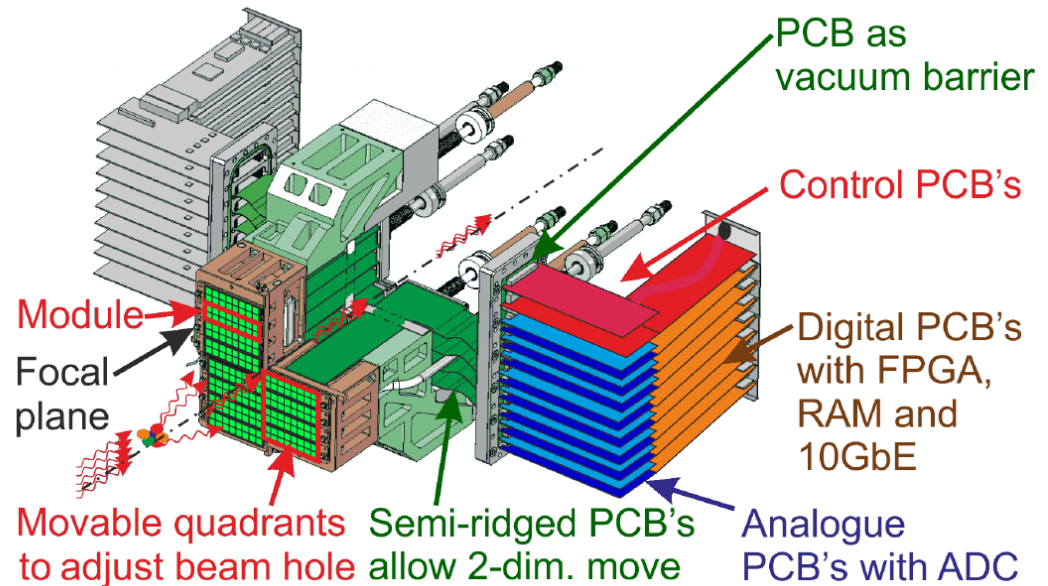 PCB as
vacuum barrier
Control PCB's
Module
Focal
plane
Digital PCB's
with FPGA,
RAM and
10GbE
Movable quadrants
to adjust beam hole
Semi-ridged PCB's
allow 2-dim. move
Analogue
PCB's with ADC